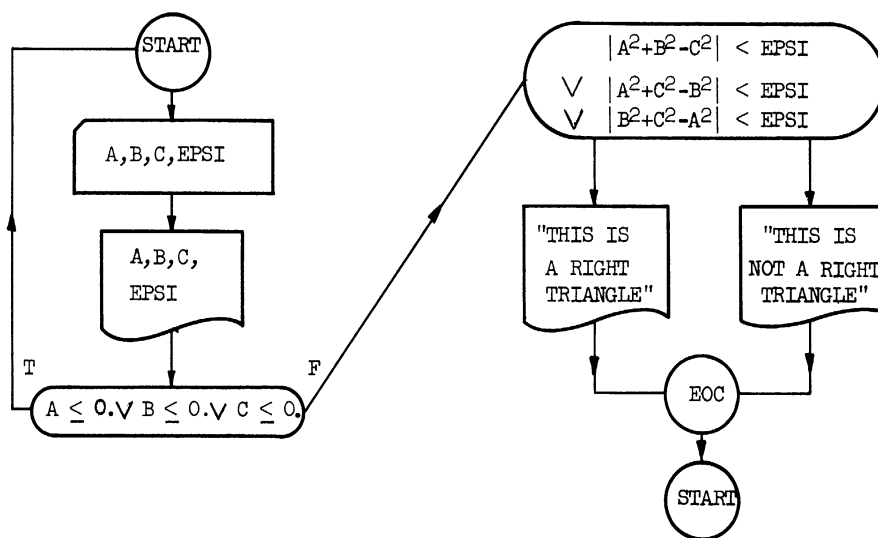 START
A,B,C,EPSI
A,B,C,
EPSI
T
F
A ≤ 0.∨ B ≤ 0.∨ C ≤ 0.
|A²+B²-C²| < EPSI
∨ |A²+C²-B²| < EPSI
∨ |B²+C²-A²| < EPSI
"THIS IS
A RIGHT
TRIANGLE"
"THIS IS
NOT A RIGHT
TRIANGLE"
EOC
START